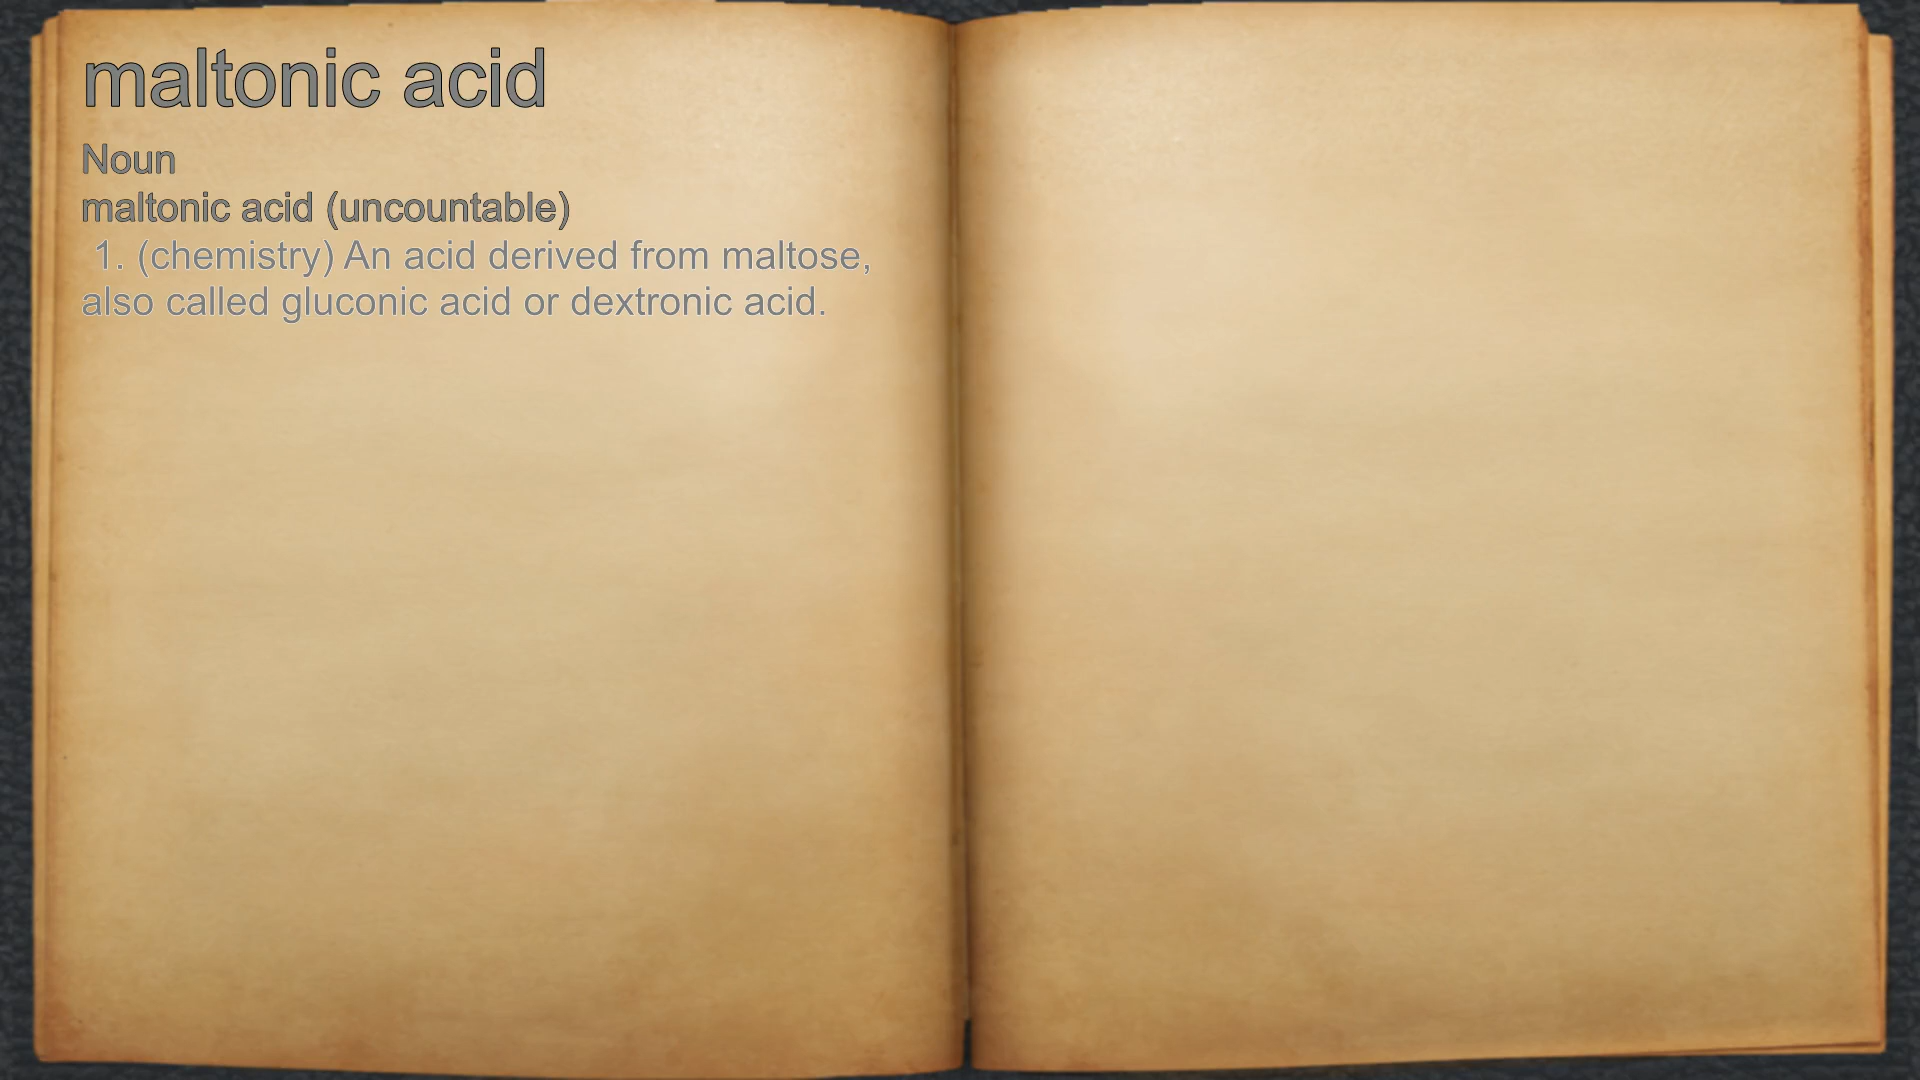 maltonic acid
Noun
maltonic acid (uncountable)
1. (chemistry) An acid derived from maltose,
also called gluconic acid or dextronic acid.